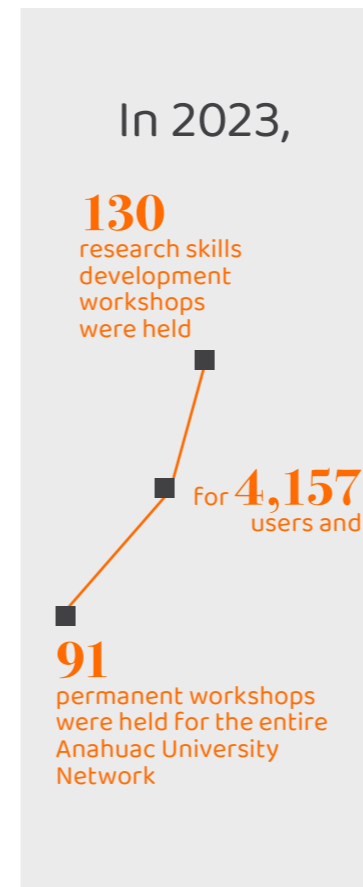 In 2023,
130
research skills
development
workshops
were held
for 4,157
users and
91
permanent workshops
were held for the entire
Anahuac University
Network